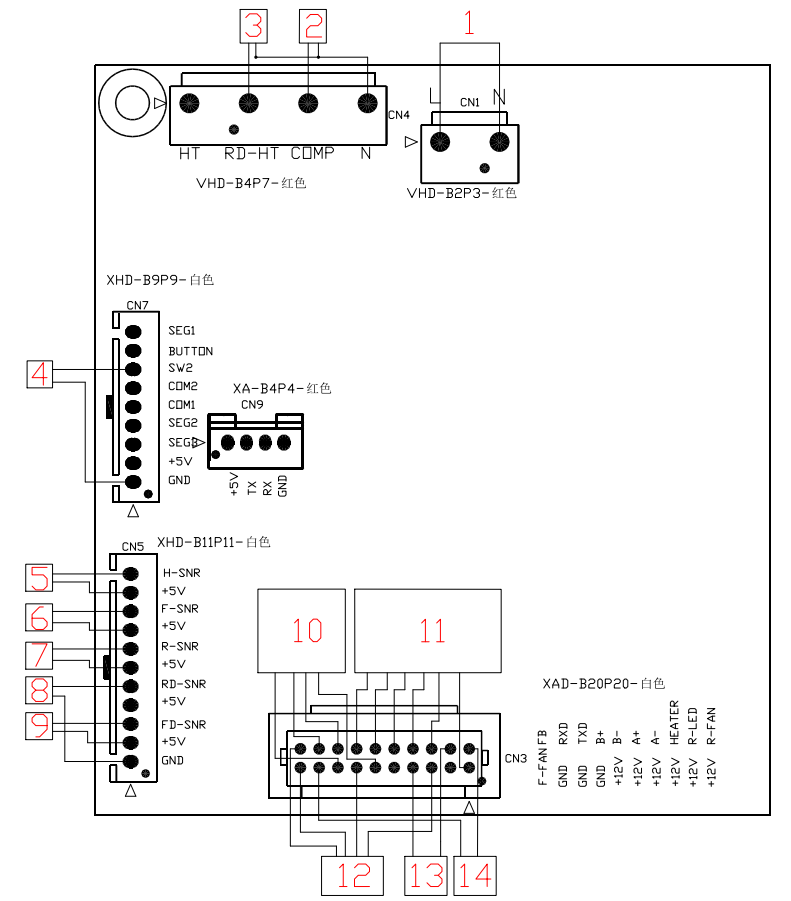 3
2
1
L
N
CN1
CN4
HT RD-HT COMP N
VHD-B4P7-红色
VHD-B2P3-红色
XHD-B9P9-白色
CN7
SEG1
BUTTON
SW2
4
COM2
COM1
SEG2
SEG3
+5V
GND
XA-B4P4-红色
CN9
+5V
TX
RX
GND
XHD-B11P11-白色
CN5
5
H-SNR
+5V
6
F-SNR
+5V
7
R-SNR
+5V
8
RD-SNR
+5V
9
FD-SNR
+5V
GND
10
11
XAD-B20P20-白色
CN3
F-FAN FB
GND RXD
GND TXD
GND B+
+12V B-
+12V A+
+12V A-
+12V HEATER
+12V R-LED
+12V R-FAN
12
13
14